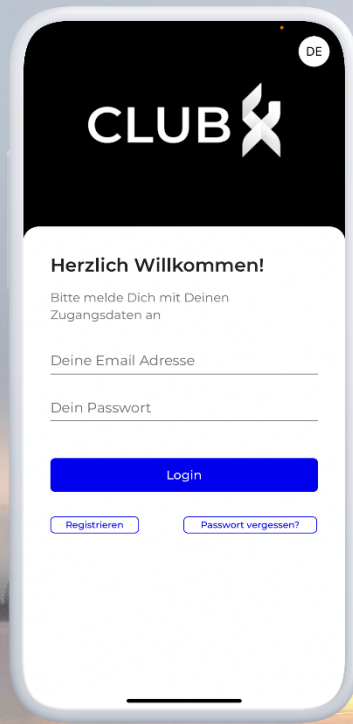 DE
CLUB
Herzlich Willkommen!
Bitte melde Dich mit Deinen
Zugangsdaten an
Deine Email Adresse
Dein Passwort
Login
Registrieren
Passwort vergessen?